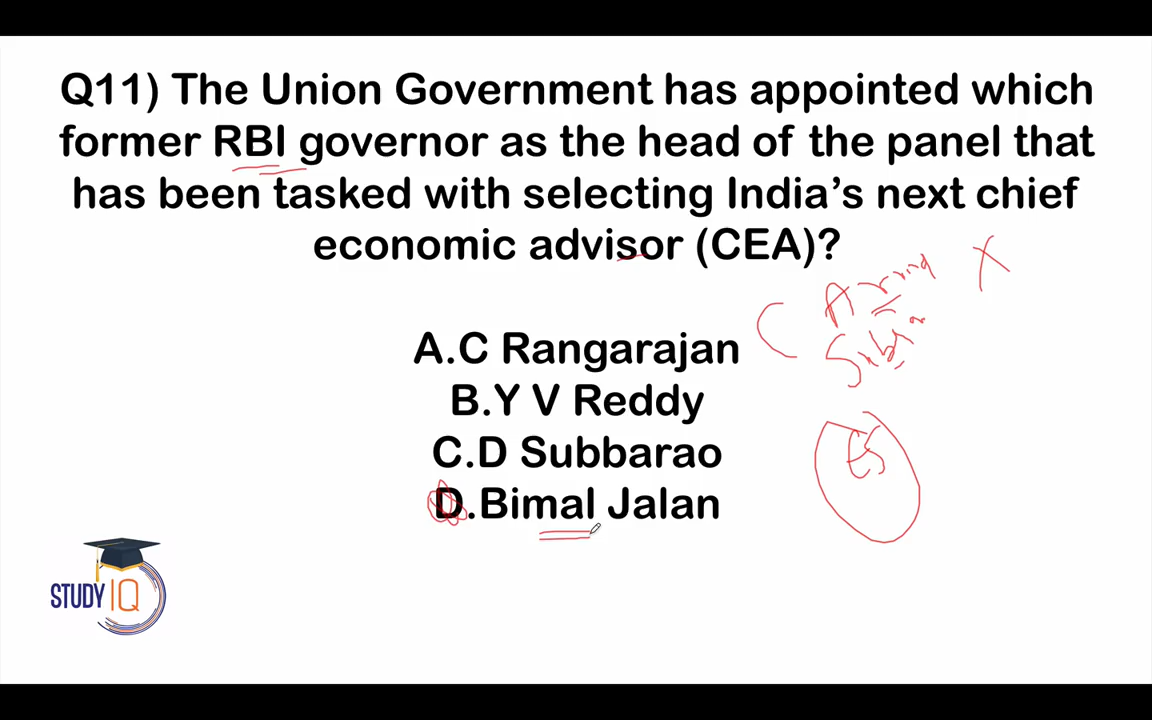 Q11) The Union Government has appointed which
former RBI governor as the head of the panel that
has been tasked with selecting India's next chief
economic advisor (CEA)?
A.C Rangarajan
B.Y V Reddy
C.D Subbarao
D.Bimal Jalan
STUDY IQ